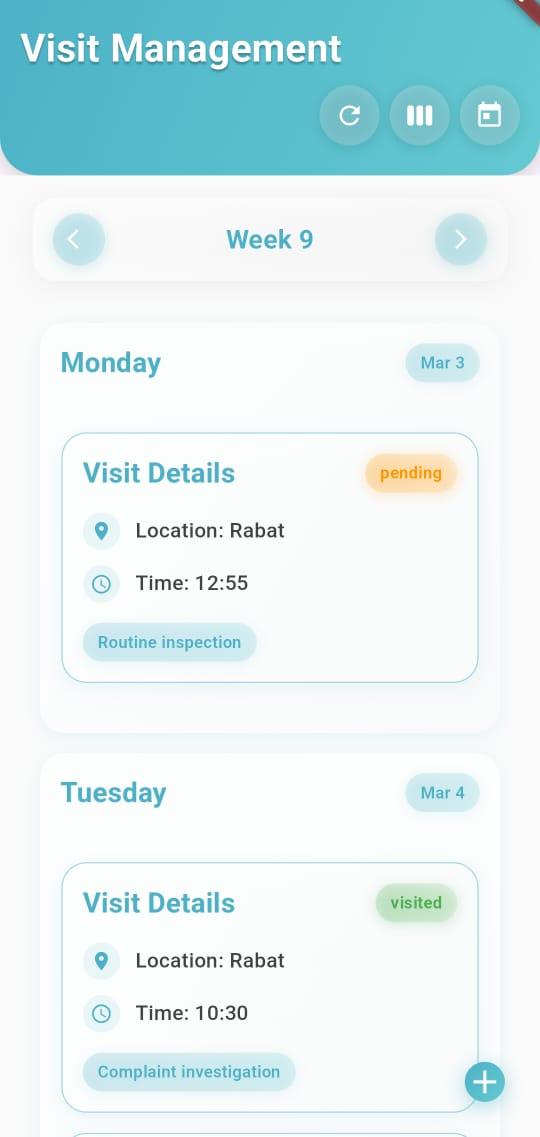 Visit Management
Week 9
Monday
Mar 3
Visit Details
pending
Location: Rabat
Time: 12:55
Routine inspection
Tuesday
Mar 4
Visit Details
visited
Location: Rabat
Time: 10:30
Complaint investigation